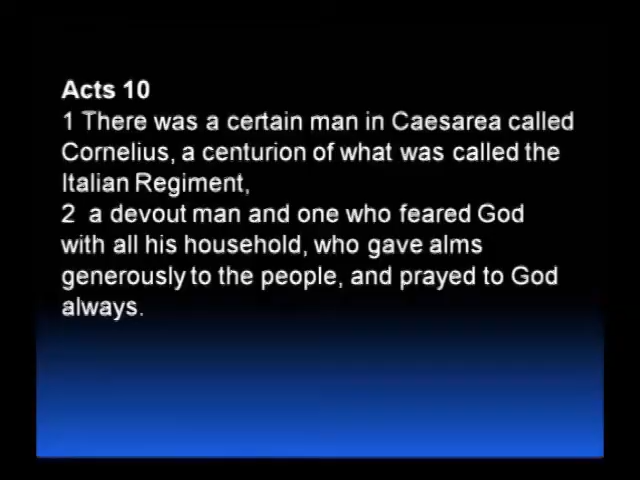 Acts 10
1 There was a certain man in Caesarea called
Cornelius, a centurion of what was called the
Italian Regiment,
2  a devout man and one who feared God
with all his household, who gave alms
generously to the people, and prayed to God
always.